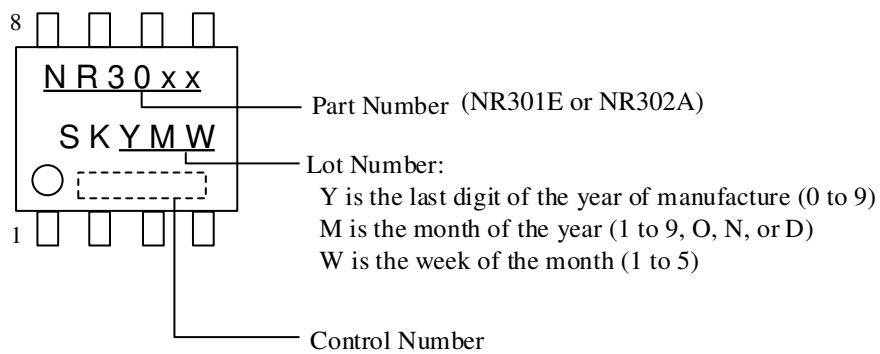 8
NR30xx
Part Number (NR301E or NR302A)
SKYMW
Lot Number:
Y is the last digit of the year of manufacture (0 to 9)
M is the month of the year (1 to 9, O, N, or D)
W is the week of the month (1 to 5)
1
Control Number